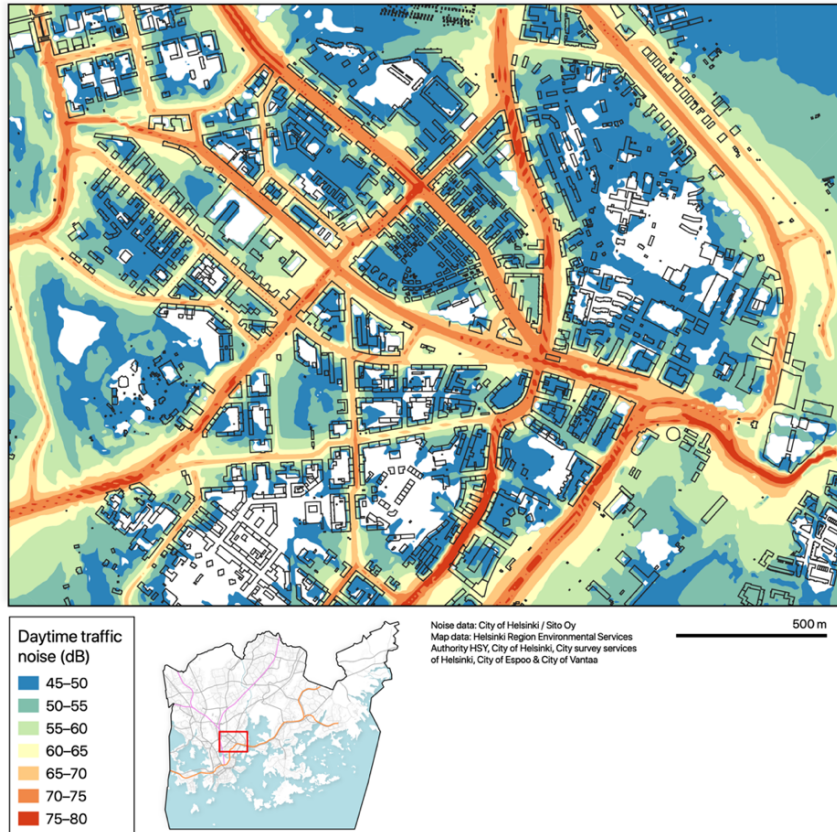 Daytime traffic
noise (dB)
45–50
50–55
55–60
60–65
65–70
70–75
75–80
Noise data: City of Helsinki / Sito Oy
Map data: Helsinki Region Environmental Services
Authority HSY, City of Helsinki, City survey services
of Helsinki, City of Espoo & City of Vantaa
500 m